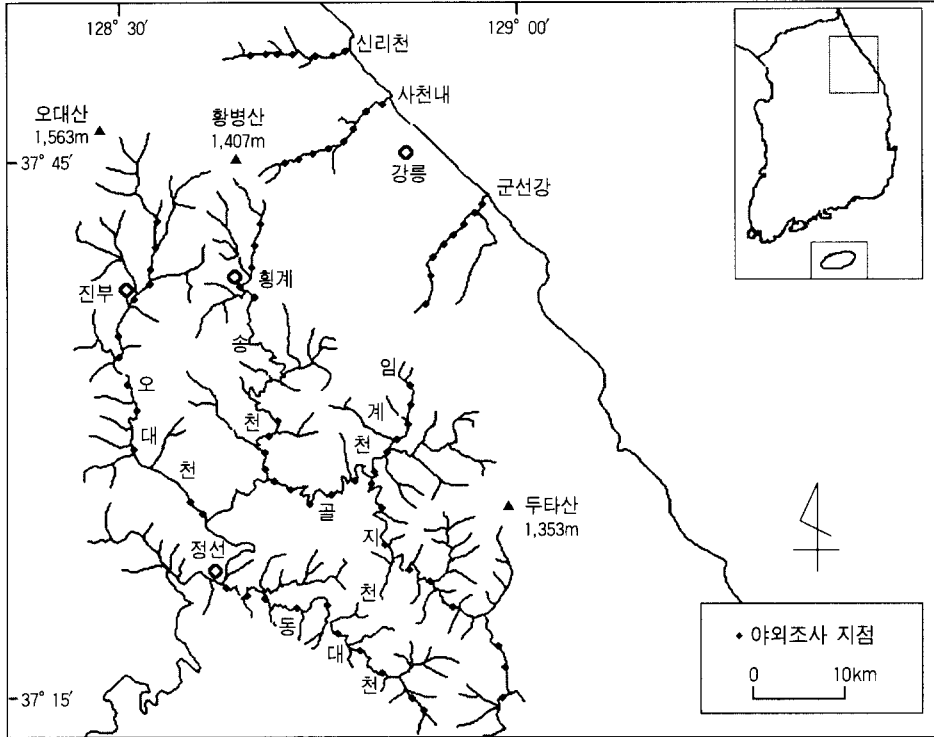 128° 30′
129° 00′
신리천
사천내
오대산
1,563m
황병산
1,407m
37° 45′
강릉
군선강
진부
횡계
송
천
오
대
천
임
계
천
골
지
천
두타산
1,353m
정선
동
대
천
야외조사 지점
0 10km
37° 15′